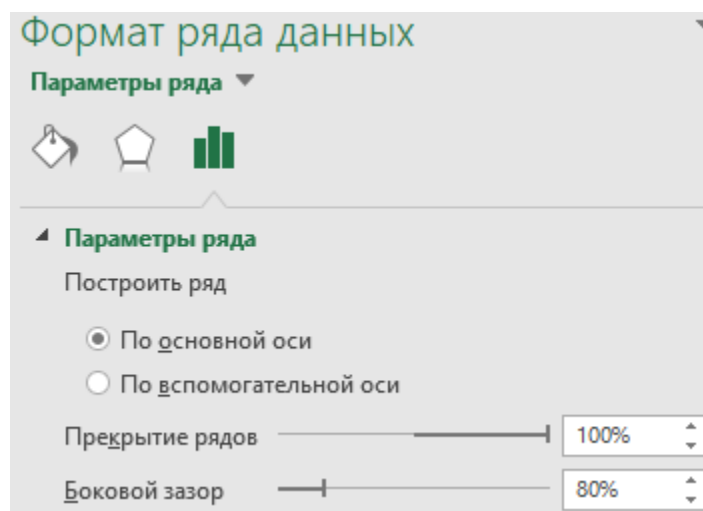 Формат ряда данных
Параметры ряда
Параметры ряда
Построить ряд
По основной оси
По вспомогательной оси
Прекрытие рядов 100%
Боковой зазор 80%